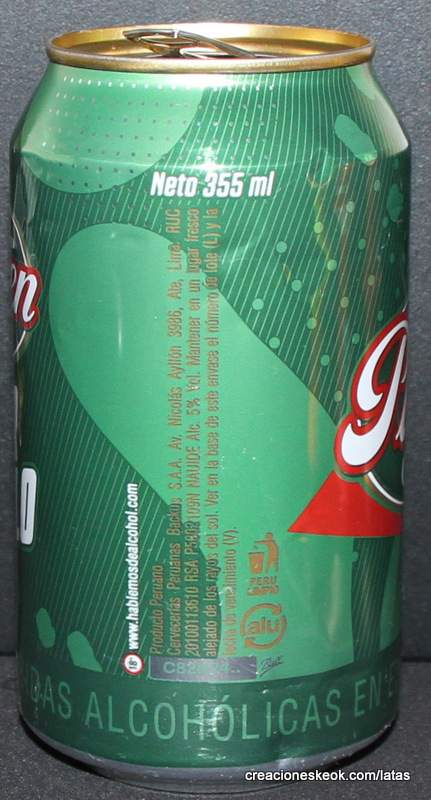 Neto 355 ml
en
www.hablemosdealcohol.com
Producto Peruano
Cervecerías Peruanas Backus S.A.A. Av. Nicolás Ayllón 3986, Ate, Lima. RUC
20100113610 RSA NAUIDE Alc. 5% Vol. Mantener en un lugar fresco
alejado de los rayos del sol. Ver en la base de este envase el número de lote (L) y la
fecha de vencimiento (V).
PERU
LIMPIO
alu
18+
DAS ALCOHÓLICAS EN
creacioneskeok.com/latas